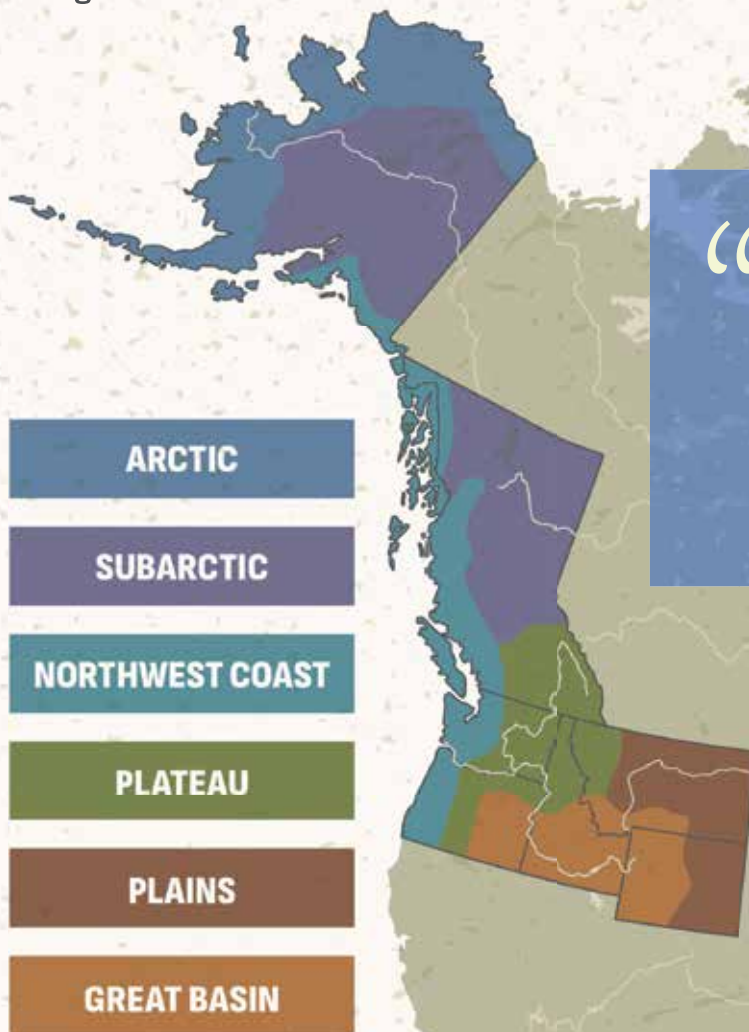 “
ARCTIC
SUBARCTIC
NORTHWEST COAST
PLATEAU
PLAINS
GREAT BASIN